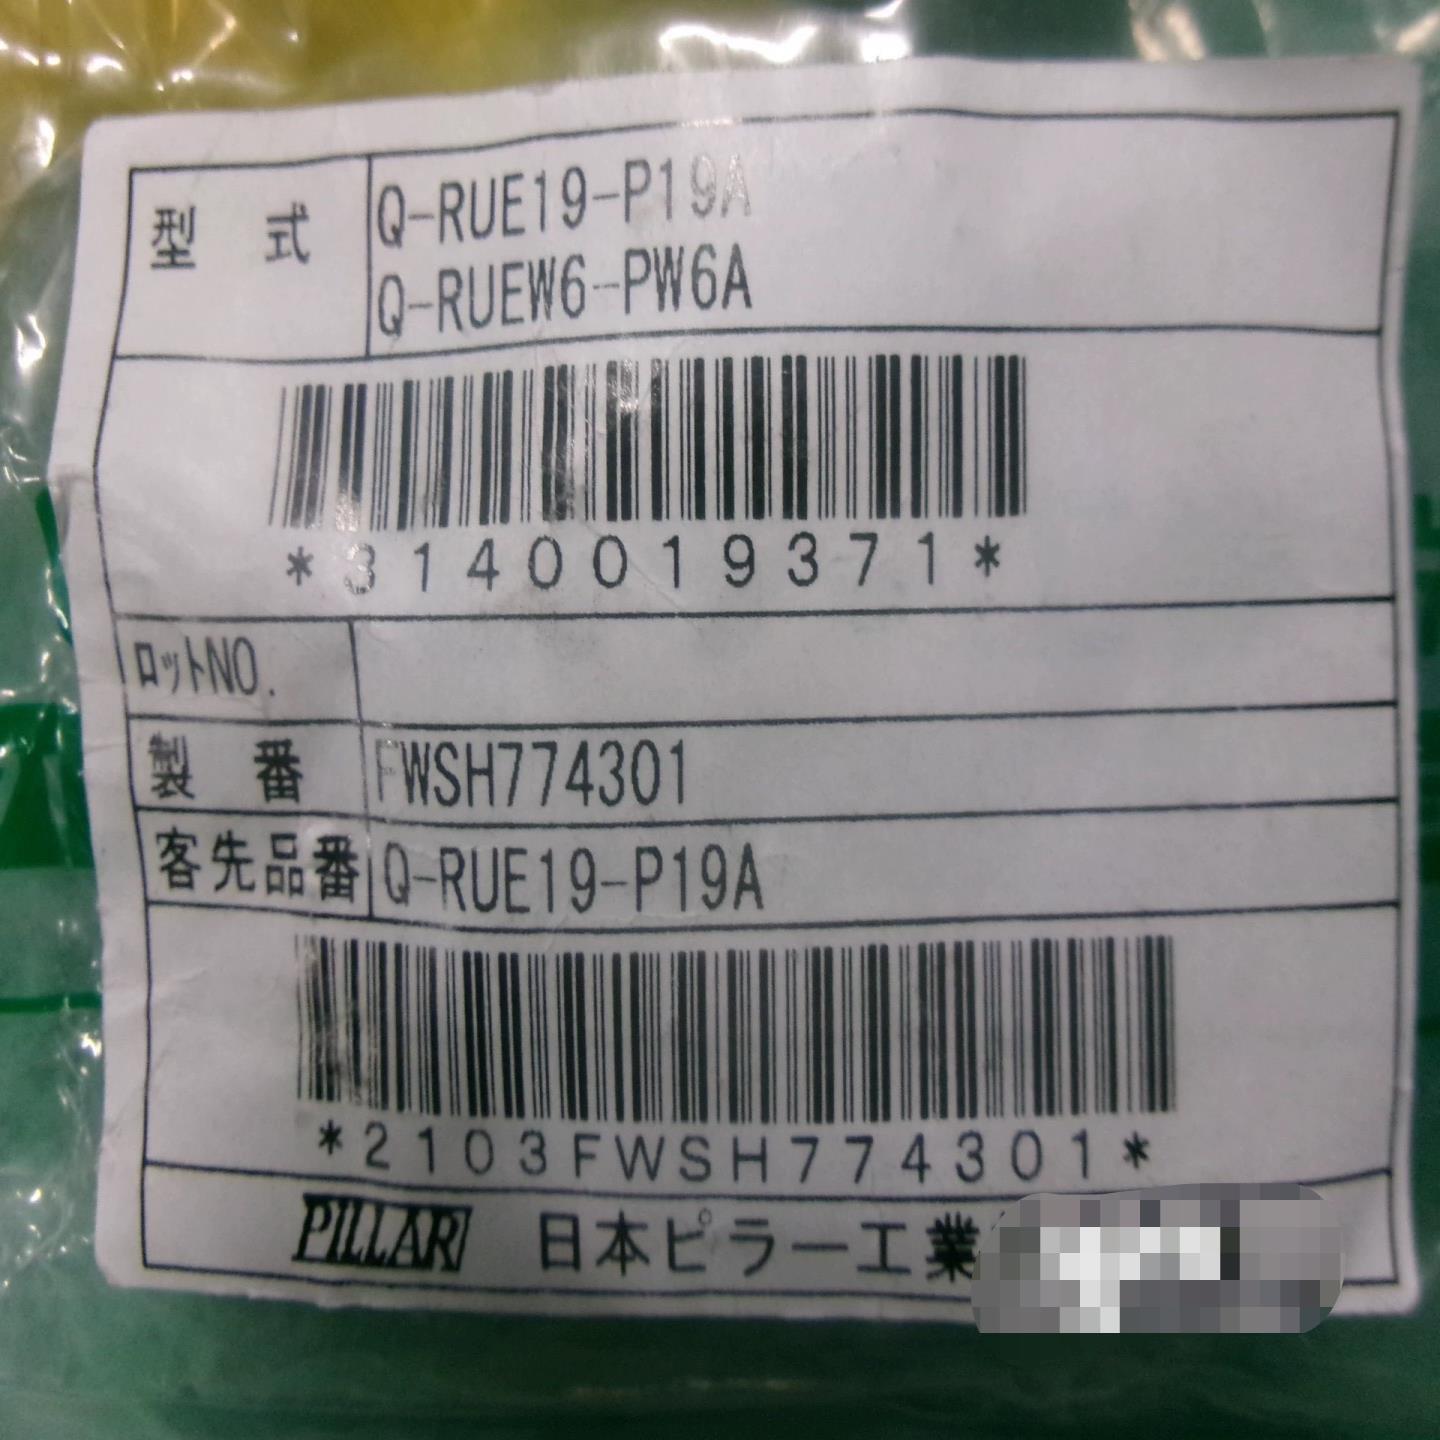 型 式 Q-RUE19-P19A
Q-RUEW6-PW6A
*3140019371*
ロットNO.
製 番 FWSH774301
客先品番 Q-RUE19-P19A
*2103FWSH774301*
PILLAR 日本ピラー工業